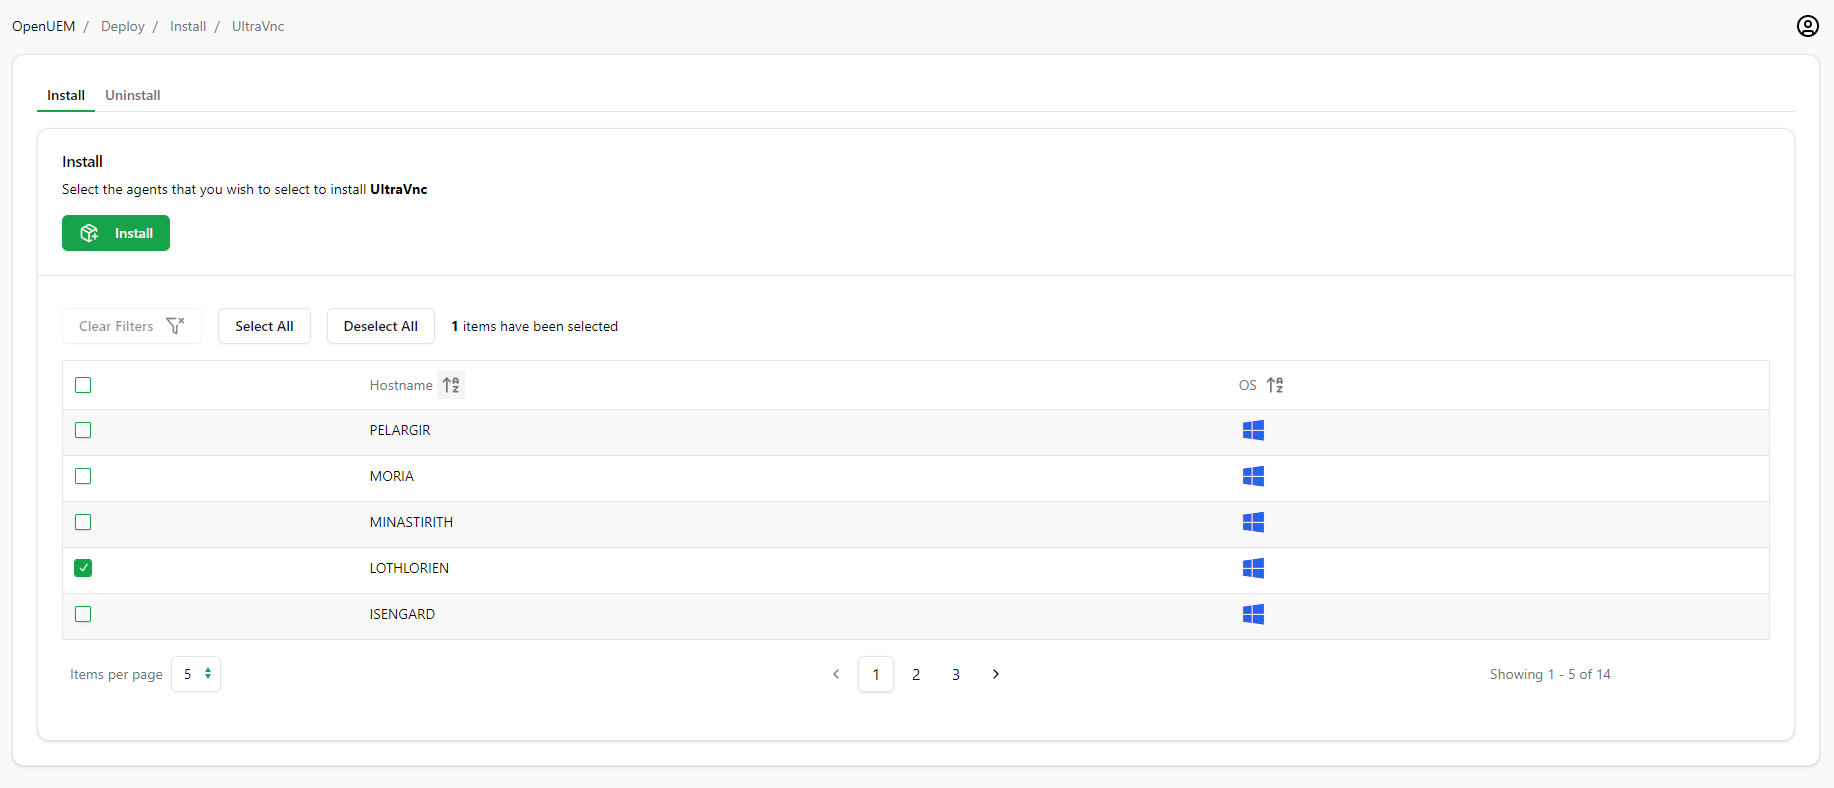 OpenUEM / Deploy / Install / UltraVnc
Install Uninstall
Install
Select the agents that you wish to select to install UltraVnc
Install
Clear Filters Select All Deselect All 1 items have been selected
Hostname OS
PELARGIR
MORIA
MINASTIRITH
LOTHLORIEN
ISENGARD
Items per page 5 1 2 3 Showing 1 - 5 of 14